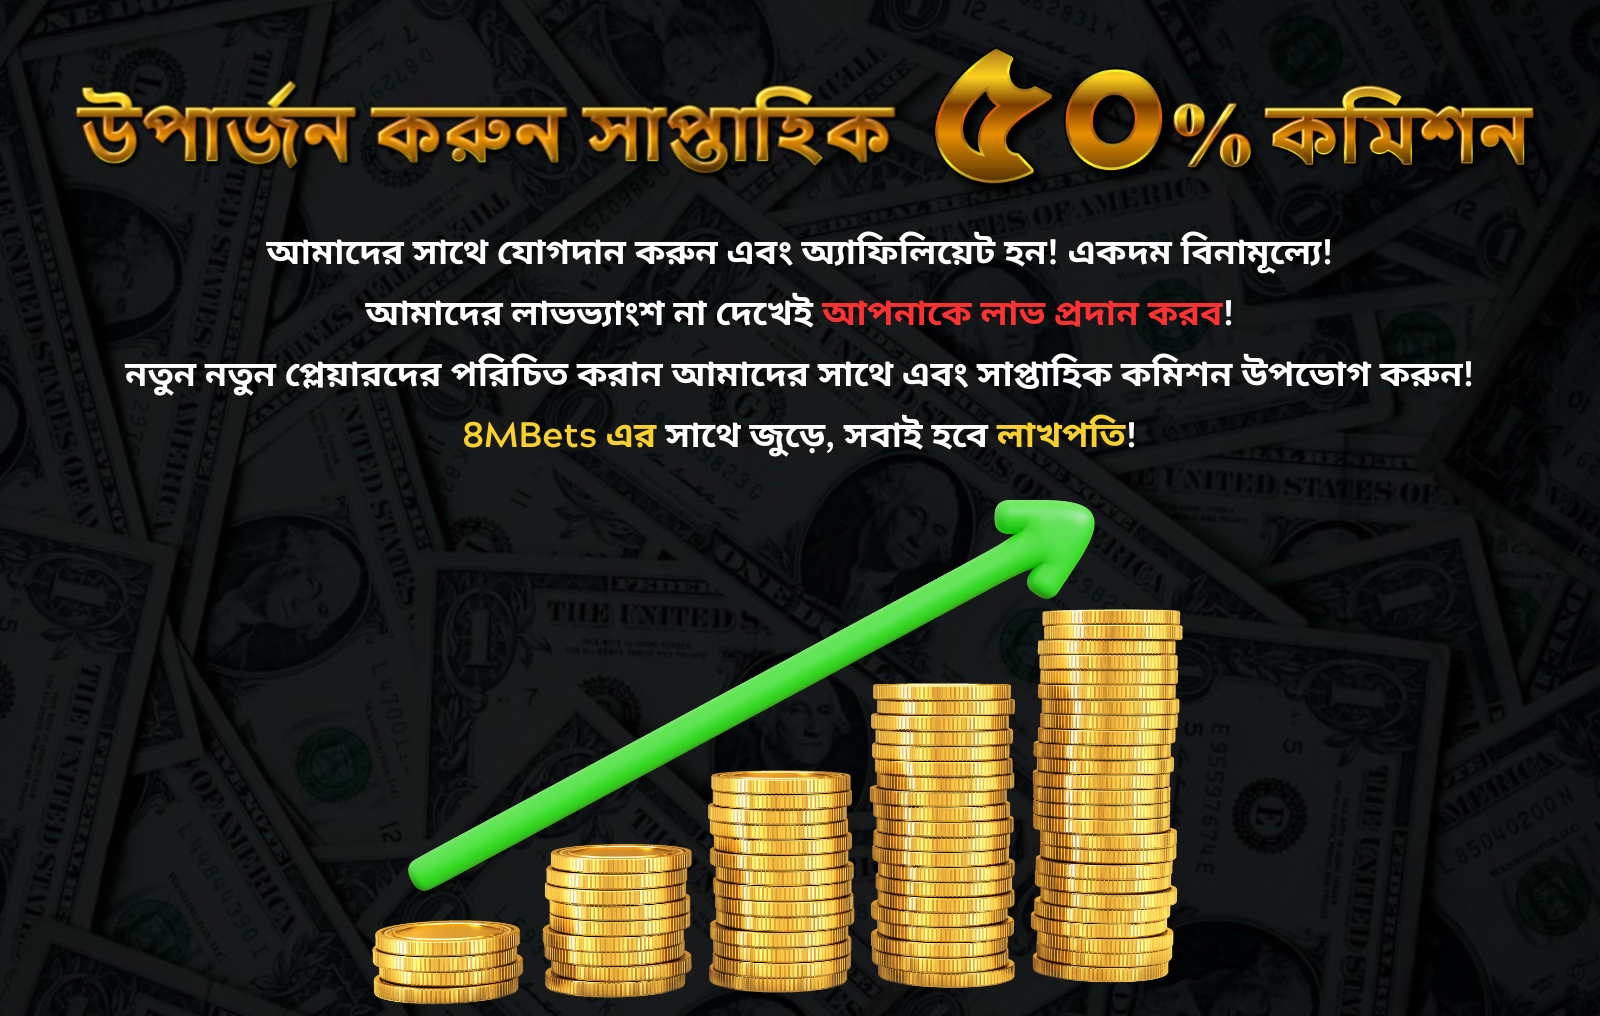 উপার্জন করুন সাপ্তাহিক ৫০% কমিশন
আমাদের সাথে যোগদান করুন এবং অ্যাফিলিয়েট হন! একদম বিনামূল্যে!
আমাদের লাভভ্যাংশ না দেখেই আপনাকে লাভ প্রদান করব!
নতুন নতুন প্লেয়ারদের পরিচিত করান আমাদের সাথে এবং সাপ্তাহিক কমিশন উপভোগ করুন!
8MBets এর সাথে জুড়ে, সবাই হবে লাখপতি!